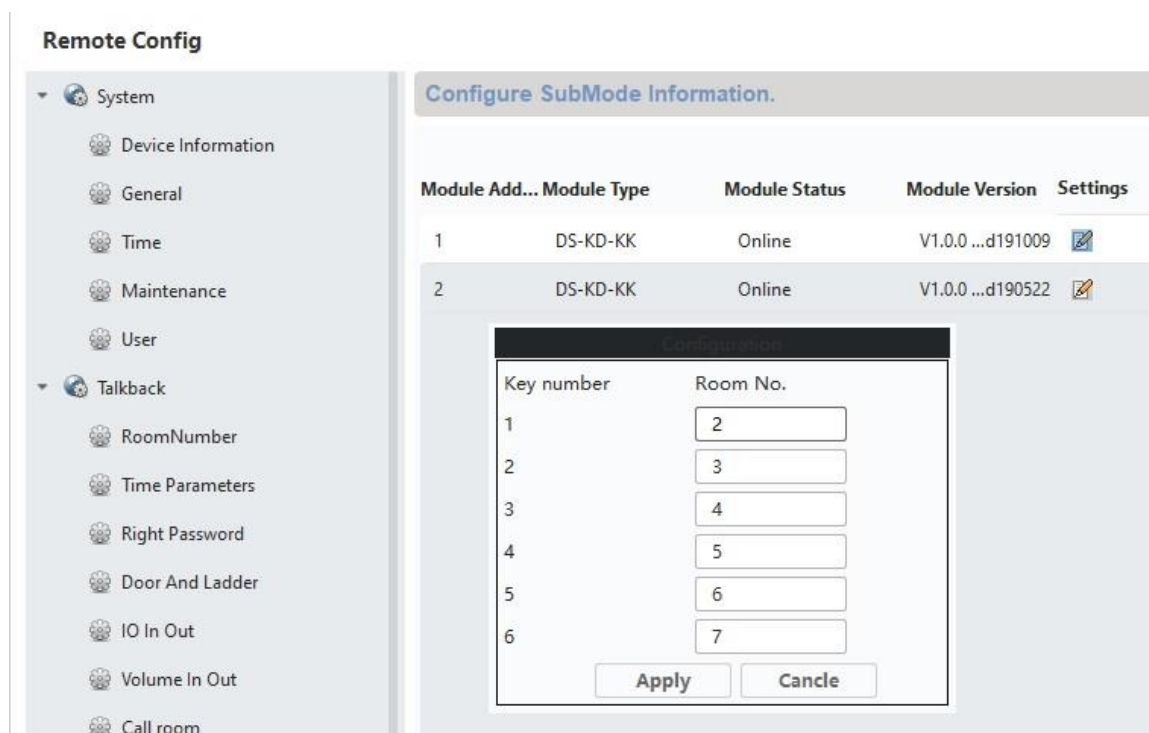 Remote Config
System
Device Information
General
Time
Maintenance
User
Talkback
RoomNumber
Time Parameters
Right Password
Door And Ladder
IO In Out
Volume In Out
Call room
Configure SubMode Information.
Module Add... Module Type Module Status Module Version Settings
1 DS-KD-KK Online V1.0.0 ...d191009
2 DS-KD-KK Online V1.0.0 ...d190522
Configuration
Key number Room No.
1 2
2 3
3 4
4 5
5 6
6 7
Apply Cancle